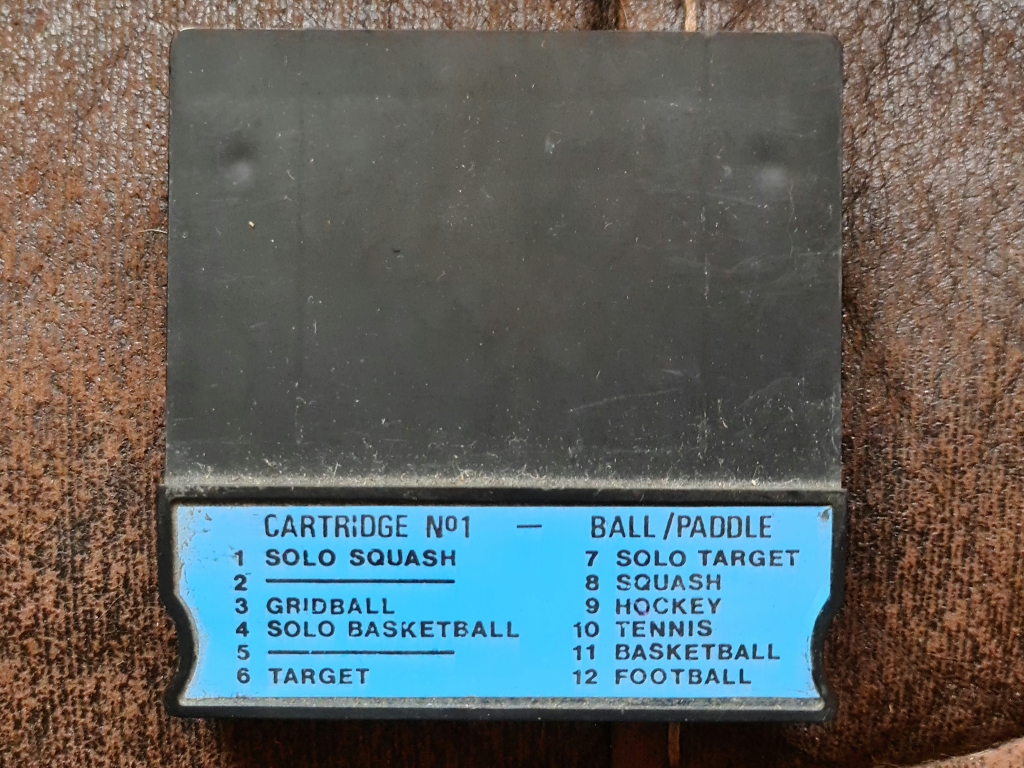 CARTRIDGE Nº1 — BALL/PADDLE
1 SOLO SQUASH
2 ————
3 GRIDBALL
4 SOLO BASKETBALL
5 ————
6 TARGET
7 SOLO TARGET
8 SQUASH
9 HOCKEY
10 TENNIS
11 BASKETBALL
12 FOOTBALL